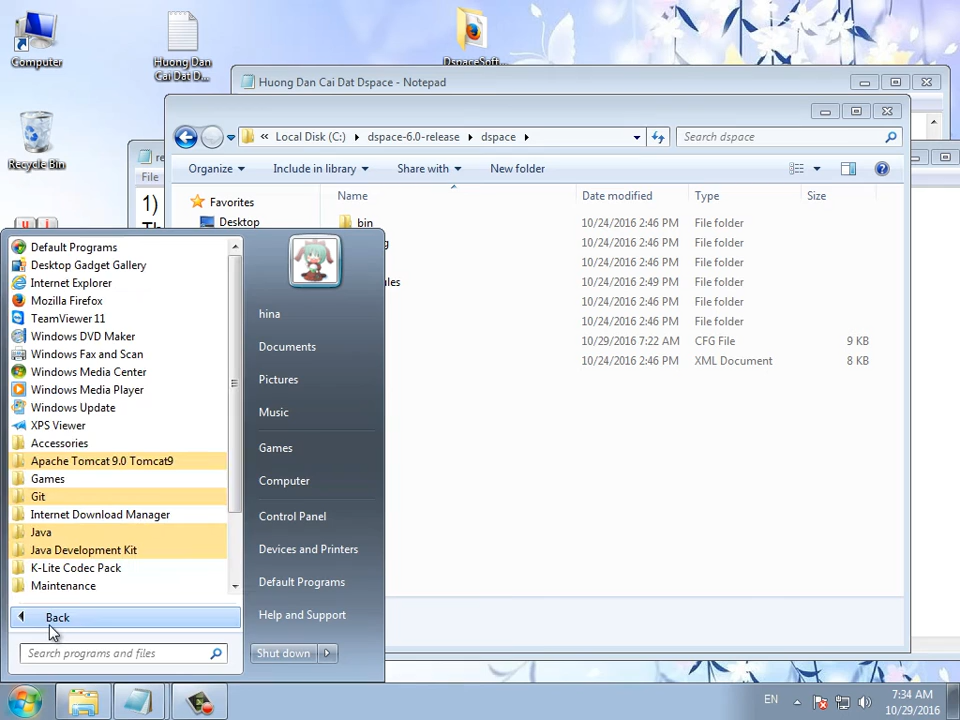 Computer
Huong Dan
Cai Dat D...
DspaceSoft...
Recycle Bin
Huong Dan Cai Dat Dspace - Notepad
«  Local Disk (C:)  dspace-6.0-release  dspace
Search dspace
Organize
Include in library
Share with
New folder
re
File
1)
Favorites
Desktop
Name
Date modified
Type
Size
bin
10/24/2016 2:46 PM
File folder
10/24/2016 2:46 PM
File folder
10/24/2016 2:46 PM
File folder
ules
10/24/2016 2:49 PM
File folder
10/24/2016 2:46 PM
File folder
10/24/2016 2:46 PM
File folder
10/29/2016 7:22 AM
CFG File
9 KB
10/24/2016 2:46 PM
XML Document
8 KB
Default Programs
Desktop Gadget Gallery
Internet Explorer
Mozilla Firefox
TeamViewer 11
Windows DVD Maker
Windows Fax and Scan
Windows Media Center
Windows Media Player
Windows Update
XPS Viewer
Accessories
Apache Tomcat 9.0 Tomcat9
Games
Git
Internet Download Manager
Java
Java Development Kit
K-Lite Codec Pack
Maintenance
Back
Search programs and files
hina
Documents
Pictures
Music
Games
Computer
Control Panel
Devices and Printers
Default Programs
Help and Support
Shut down
EN
7:34 AM
10/29/2016